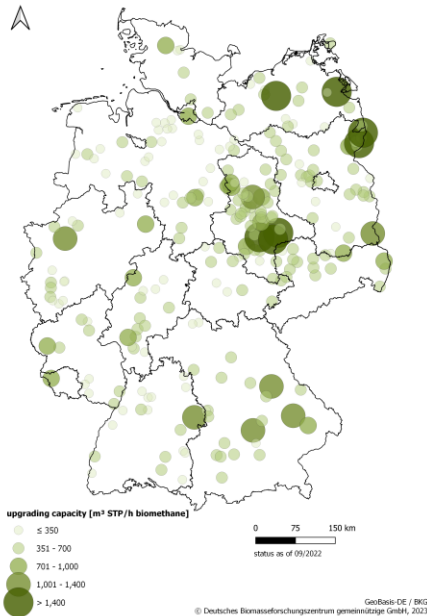 upgrading capacity [m³ STP/h biomethane]
≤ 350
351 - 700
701 - 1,000
1,001 - 1,400
> 1,400
0 75 150 km
status as of 09/2022
GeoBasis-DE / BKG
© Deutsches Biomasseforschungszentrum gemeinnützige GmbH, 2023